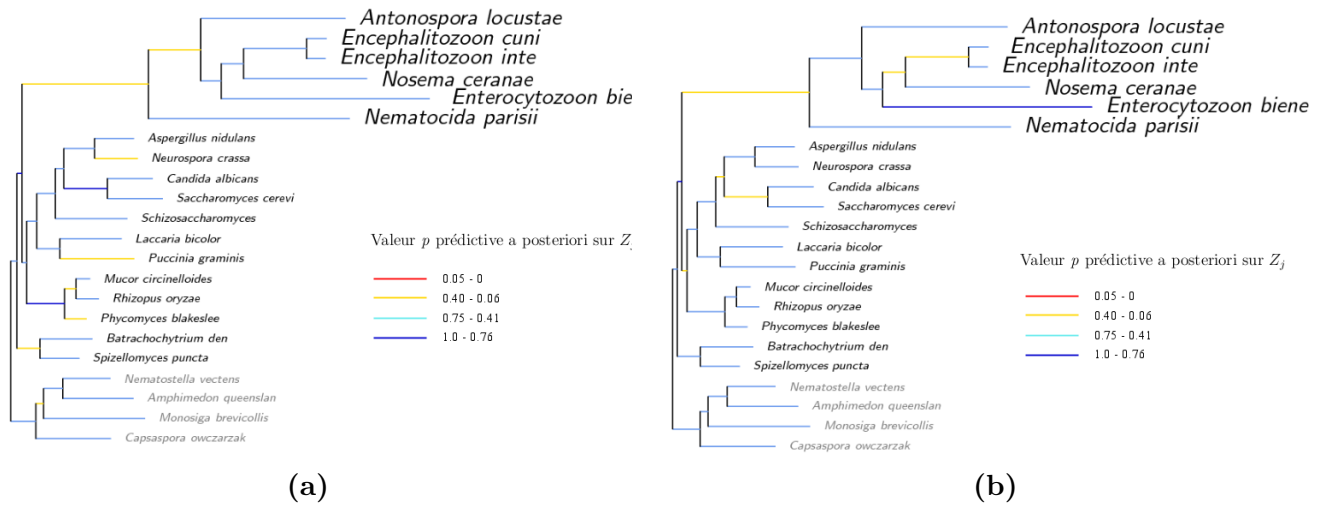 Antonospora locustae
Encephalitozoon cuni
Encephalitozoon inte
Nosema ceranae
Enterocytozoon bie
Nematocida parisii
Aspergillus nidulans
Neurospora crassa
Candida albicans
Saccharomyces cerevi
Schizosaccharomyces
Laccaria bicolor
Puccinia graminis
Mucor circinelloides
Rhizopus oryzae
Phycomyces blakeslee
Batrachochytrium den
Spizellomyces puncta
Nematostella vectens
Amphimedon queenslan
Monosiga brevicollis
Capsaspora owczarzak
Valeur p prédictive a posteriori sur Z
0.05 - 0
0.40 - 0.06
0.75 - 0.41
1.0 - 0.76
(a)
Antonospora locustae
Encephalitozoon cuni
Encephalitozoon inte
Nosema ceranae
Enterocytozoon biene
Nematocida parisii
Aspergillus nidulans
Neurospora crassa
Candida albicans
Saccharomyces cerevi
Schizosaccharomyces
Laccaria bicolor
Puccinia graminis
Mucor circinelloides
Rhizopus oryzae
Phycomyces blakeslee
Batrachochytrium den
Spizellomyces puncta
Nematostella vectens
Amphimedon queenslan
Monosiga brevicollis
Capsaspora owczarzak
Valeur p prédictive a posteriori sur Zj
0.05 - 0
0.40 - 0.06
0.75 - 0.41
1.0 - 0.76
(b)